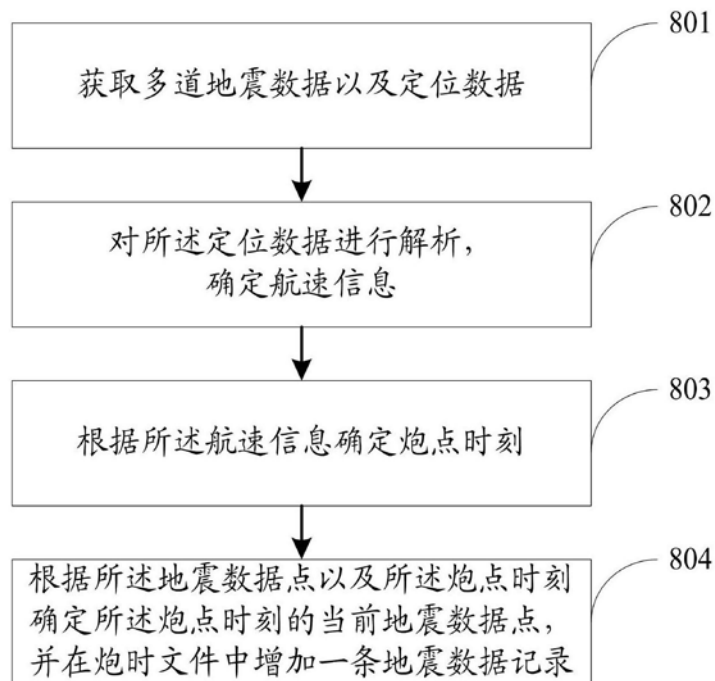 801
获取多道地震数据以及定位数据
802
对所述定位数据进行解析，
确定航速信息
803
根据所述航速信息确定炮点时刻
804
根据所述地震数据点以及所述炮点时刻
确定所述炮点时刻的当前地震数据点，
并在炮时文件中增加一条地震数据记录